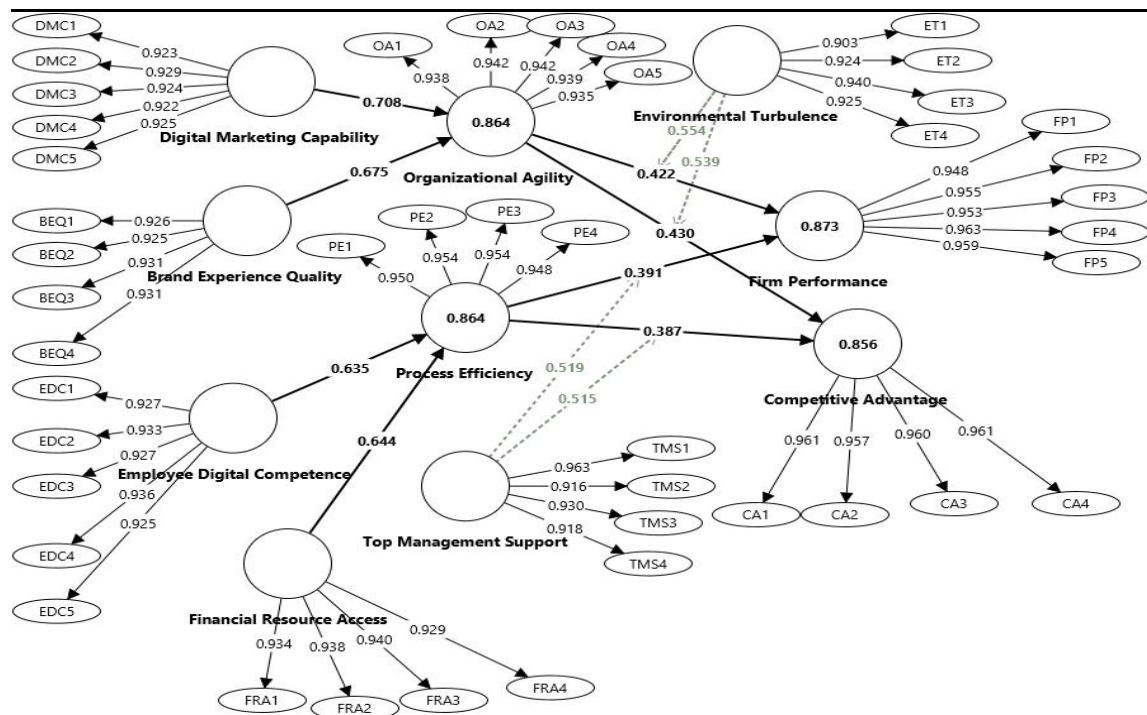 DMC1
DMC2
DMC3
DMC4
DMC5
0.923
0.929
0.924
0.922
0.925
Digital Marketing Capability
0.708
OA1
OA2
OA3
OA4
OA5
0.938
0.942
0.942
0.939
0.935
0.864
Organizational Agility
ET1
ET2
ET3
ET4
0.903
0.924
0.940
0.925
Environmental Turbulence
0.554
0.539
0.422
0.430
0.675
BEQ1
BEQ2
BEQ3
BEQ4
0.926
0.925
0.931
0.931
Brand Experience Quality
PE1
PE2
PE3
PE4
0.950
0.954
0.954
0.948
0.864
Process Efficiency
0.391
0.387
FP1
FP2
FP3
FP4
FP5
0.948
0.955
0.953
0.963
0.959
0.873
Firm Performance
0.856
Competitive Advantage
0.961
0.957
0.960
0.961
CA1
CA2
CA3
CA4
EDC1
EDC2
EDC3
EDC4
EDC5
0.927
0.933
0.927
0.936
0.925
Employee Digital Competence
0.635
0.644
0.519
0.515
TMS1
TMS2
TMS3
TMS4
0.963
0.916
0.930
0.918
Top Management Support
Financial Resource Access
0.934
0.938
0.940
0.929
FRA1
FRA2
FRA3
FRA4